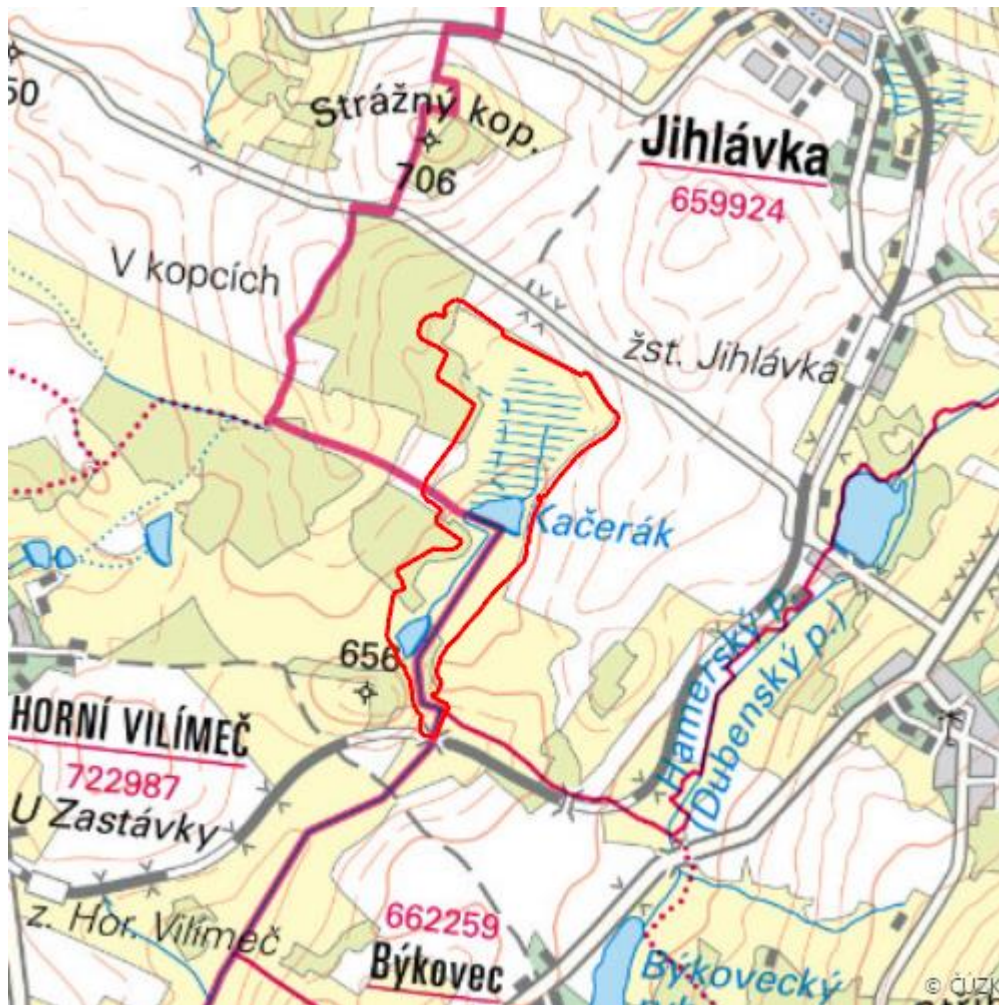 50
Strážný kop.
706
Jihlávka
659924
V kopcích
žst. Jihlávka
Kačerák
656
HORNÍ VILÍMEČ
722987
U Zastávky
Hamerský p.
(Dubenský p.)
z. Hor. Vilímeč
662259
Býkovec
Býkovecký
© ČÚZK